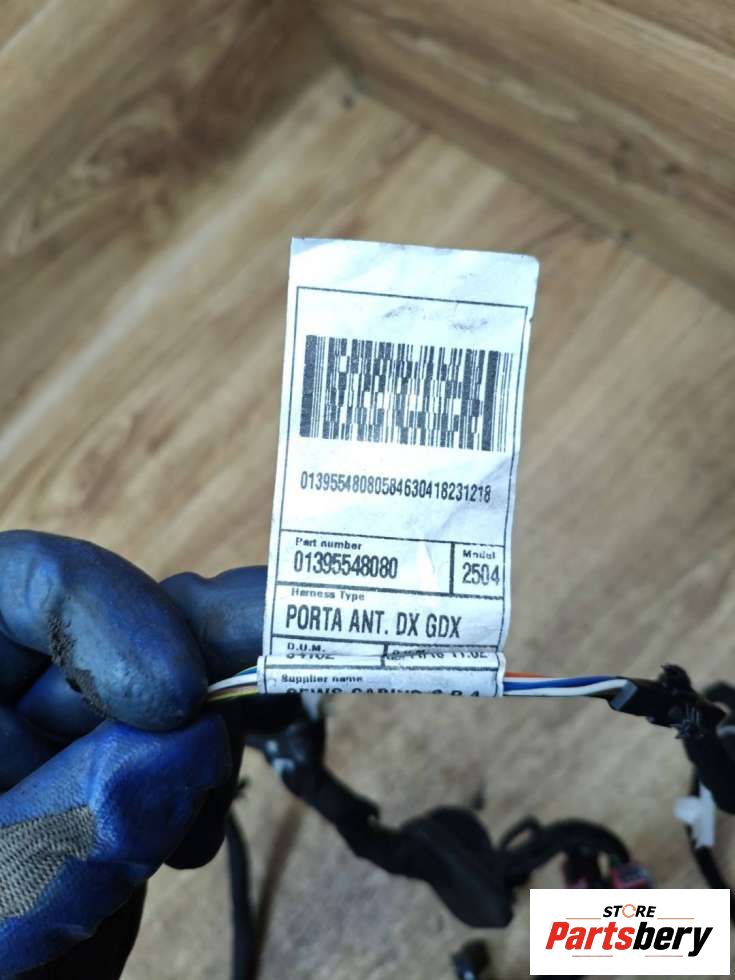 01395548080584630418231218
Part number
01395548080
Model
2504
Harness Type
PORTA ANT. DX GDX
D.U.M.
Supplier name
STORE
Partsbery